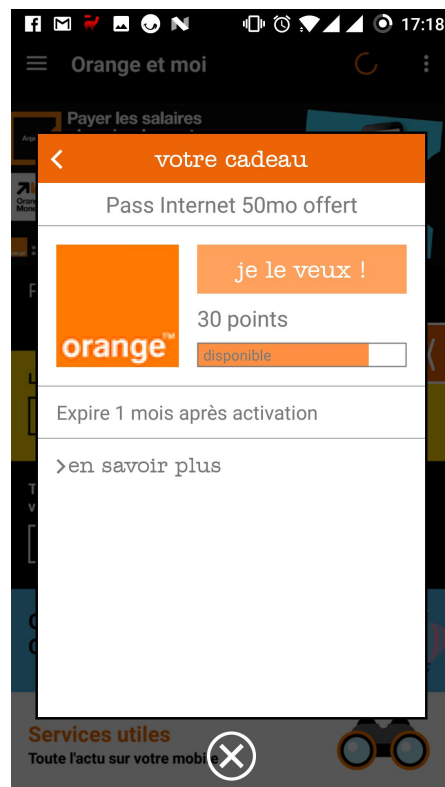 17:18
Orange et moi
Payer les salaires
votre cadeau
Pass Internet 50mo offert
je le veux !
orange™
30 points
disponible
Expire 1 mois après activation
>en savoir plus
Services utiles
Toute l'actu sur votre mobile